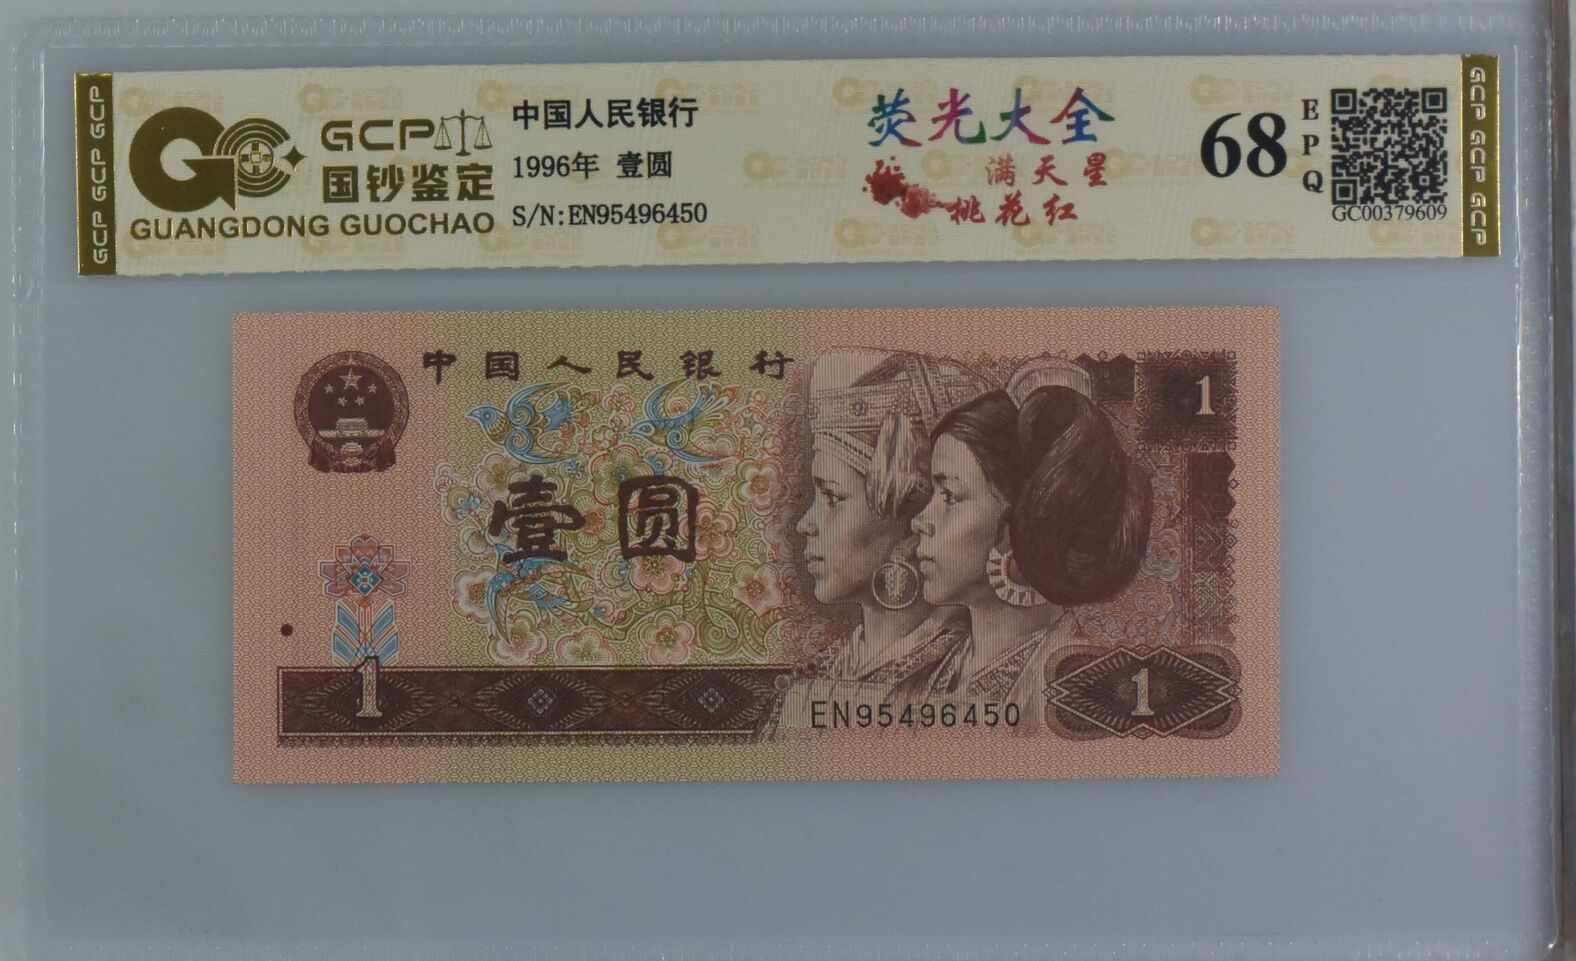 GCP GCP GCP
GCP
国钞鉴定
GUANGDONG GUOCHAO
中国人民银行
1996年 壹圆
S/N:EN95496450
荧光大全
满天星
桃花红
68
EPQ
GC00379609
GCP GCP GCP
中国人民银行
1
壹圆
1
EN95496450
1